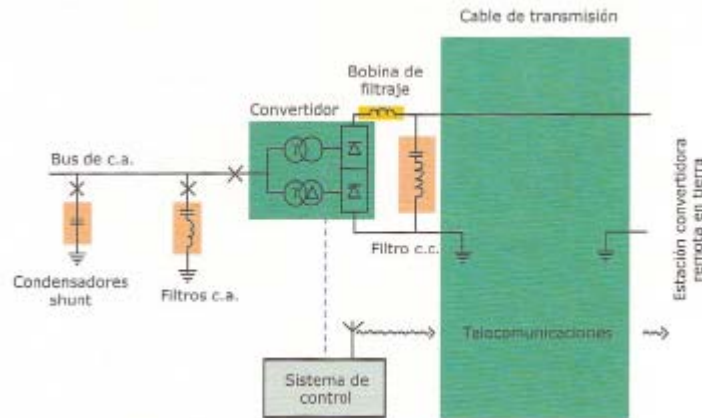 Cable de transmisión
Bobina de
filtraje
Convertidor
Bus de c.a.
Condensadores
shunt
Filtros c.a.
Filtro c.c.
Estación convertidora
remota en tierra
Telecomunicaciones
Sistema de
control